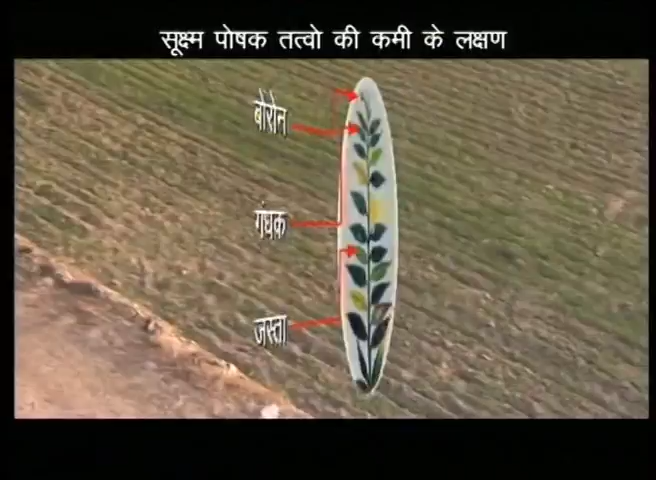 सूक्ष्म पोषक तत्वो की कमी के लक्षण
बोरोन
गंधक
जस्ता